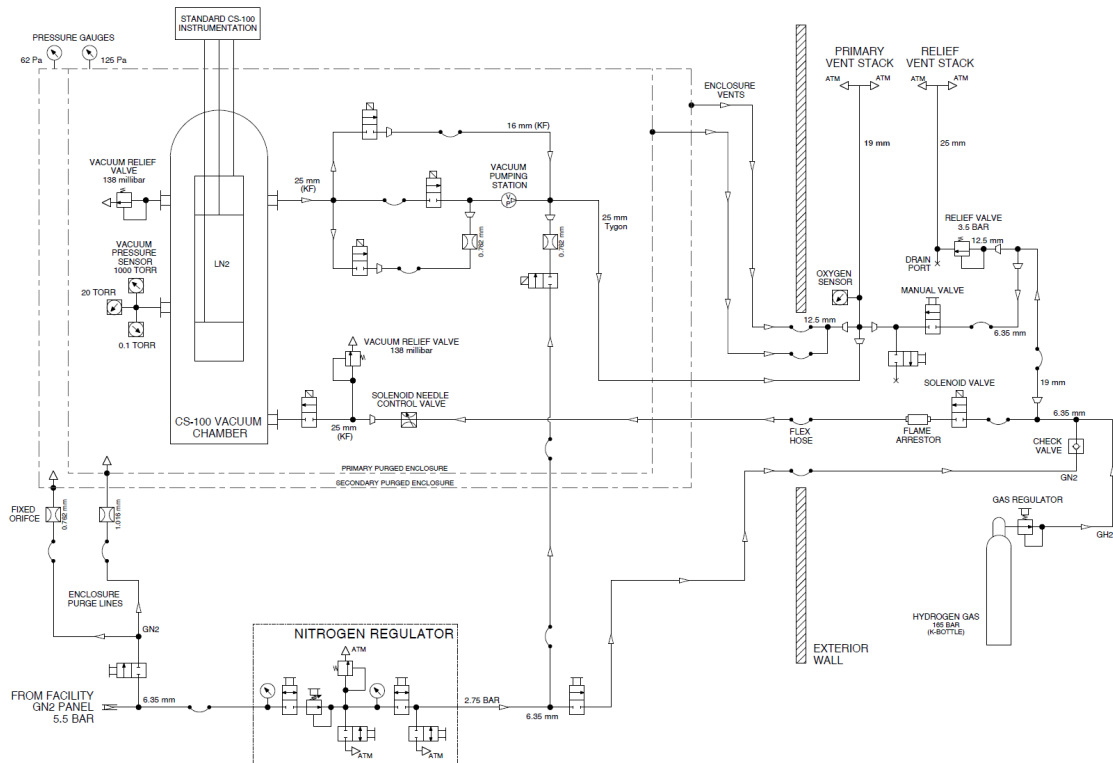 STANDARD CS-100
INSTRUMENTATION
PRESSURE GAUGES
62 Pa
125 Pa
PRIMARY
VENT STACK
RELIEF
VENT STACK
ATM
ATM
ATM
ATM
ENCLOSURE
VENTS
16 mm (KF)
19 mm
25 mm
VACUUM RELIEF
VALVE
138 millibar
25 mm
(KF)
VACUUM
PUMPING
STATION
V
P
0.762 mm
0.762 mm
25 mm
Tygon
RELIEF VALVE
3.5 BAR
12.5 mm
DRAIN
PORT
VACUUM
PRESSURE
SENSOR
1000 TORR
20 TORR
0.1 TORR
LN2
OXYGEN
SENSOR
MANUAL VALVE
12.5 mm
6.35 mm
VACUUM RELIEF VALVE
138 millibar
SOLENOID NEEDLE
CONTROL VALVE
SOLENOID VALVE
19 mm
6.35 mm
CS-100 VACUUM
CHAMBER
25 mm
(KF)
FLEX
HOSE
FLAME
ARRESTOR
CHECK
VALVE
GN2
PRIMARY PURGED ENCLOSURE
SECONDARY PURGED ENCLOSURE
FIXED
ORIFCE
0.762 mm
1.016 mm
GAS REGULATOR
GH2
ENCLOSURE
PURGE LINES
GN2
HYDROGEN GAS
165 BAR
(K-BOTTLE)
NITROGEN REGULATOR
ATM
EXTERIOR
WALL
FROM FACILITY
GN2 PANEL
5.5 BAR
6.35 mm
2.75 BAR
6.35 mm
ATM
ATM